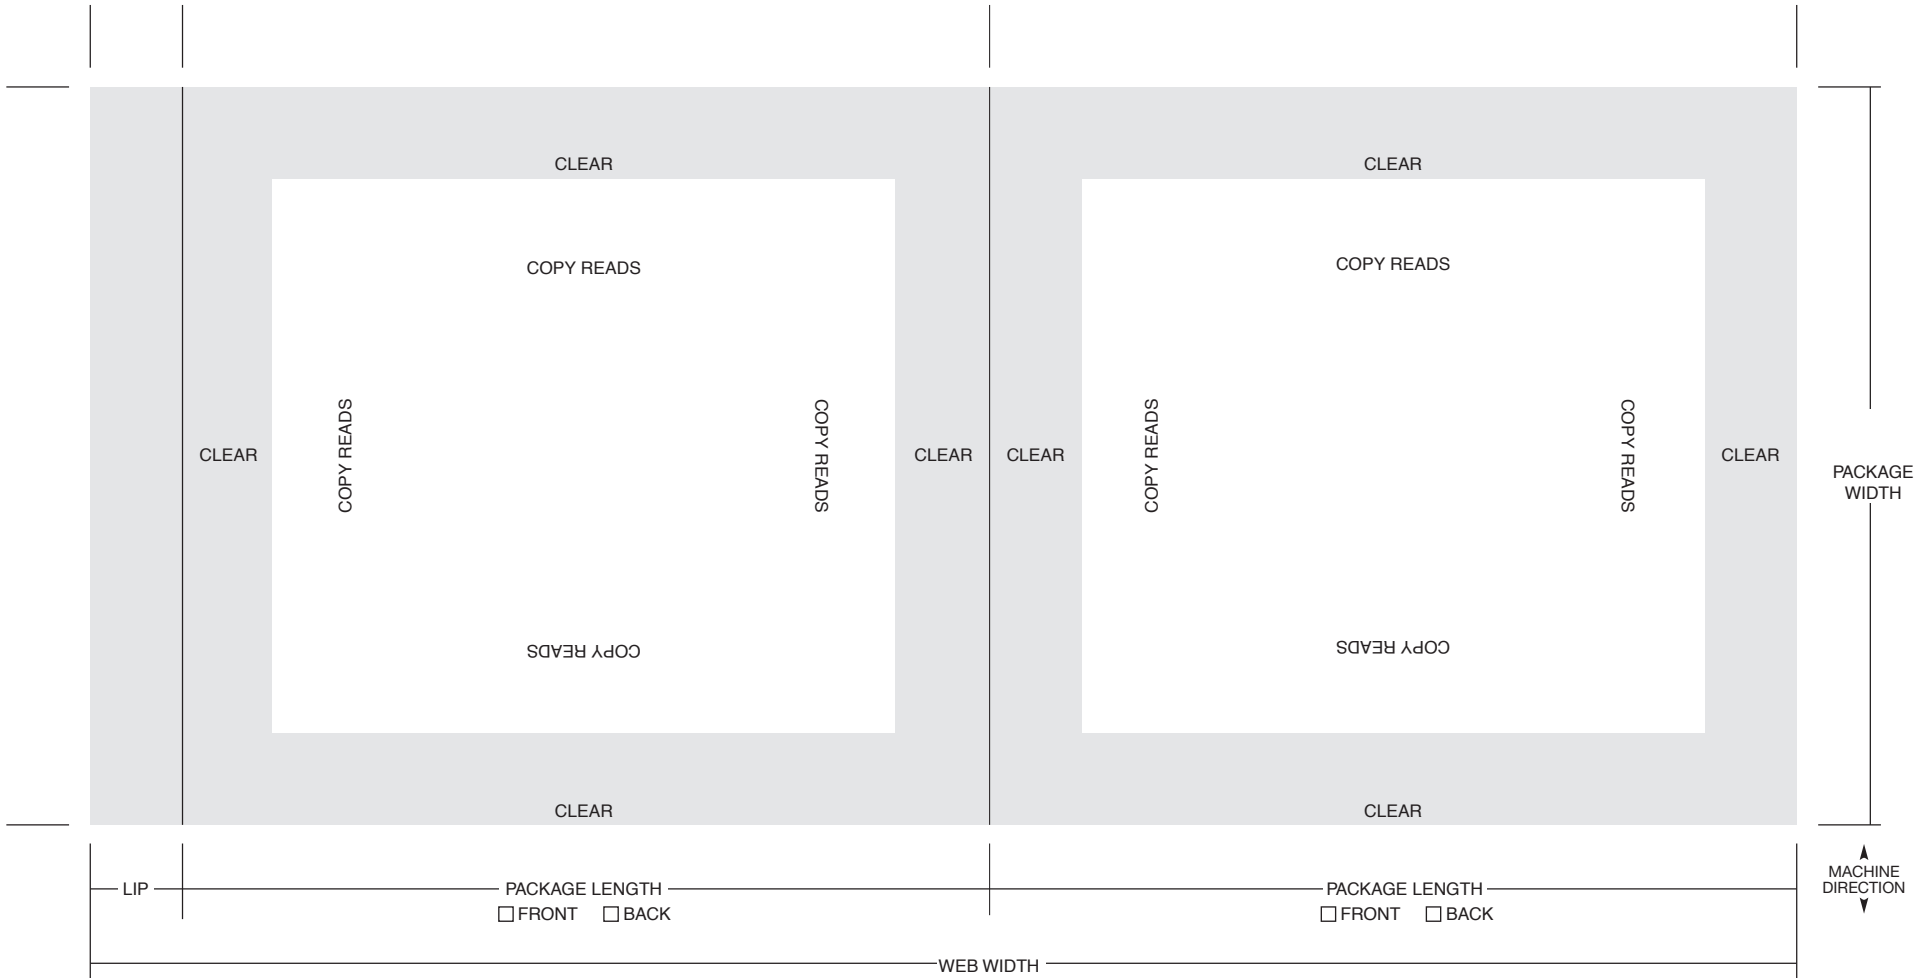 CLEAR CLEAR
COPY READS COPY READS
COPY READS COPY READS COPY READS COPY READS
CLEAR CLEAR CLEAR CLEAR
PACKAGE
WIDTH
COPY READS COPY READS
CLEAR CLEAR
LIP PACKAGE LENGTH PACKAGE LENGTH
☐ FRONT ☐ BACK ☐ FRONT ☐ BACK
MACHINE
DIRECTION
WEB WIDTH